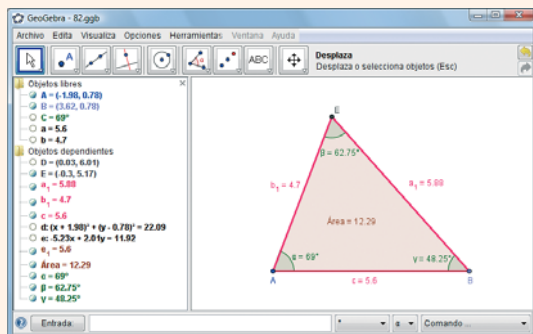 GeoGebra - 82.ggb
Archivo Edita Visualiza Opciones Herramientas Ventana Ayuda
A
ABC
Desplaza
Desplaza o selecciona objetos (Esc)
Objetos libres
A = (-1.98, 0.78)
B = (3.62, 0.78)
C = 69°
a = 5.6
b = 4.7
Objetos dependientes
D = (0.03, 6.01)
E = (-0.3, 5.17)
a₁ = 5.88
b₁ = 4.7
c = 5.6
d: (x + 1.98)² + (y - 0.78)² = 22.09
e: -5.23x + 2.01y = 11.92
e₁ = 5.6
Área = 12.29
α = 69°
β = 62.75°
γ = 48.25°
E
β = 62.75°
b₁ = 4.7
a₁ = 5.88
Área = 12.29
α = 69°
γ = 48.25°
A
c = 5.6
B
Entrada:
°
α
Comando ...